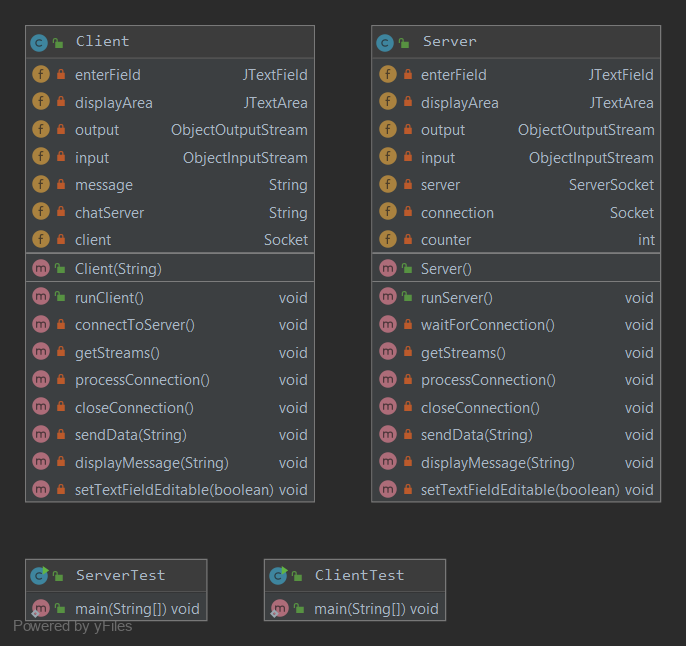 Client
enterField JTextField
displayArea JTextArea
output ObjectOutputStream
input ObjectInputStream
message String
chatServer String
client Socket
Client(String)
runClient() void
connectToServer() void
getStreams() void
processConnection() void
closeConnection() void
sendData(String) void
displayMessage(String) void
setTextFieldEditable(boolean) void
Server
enterField JTextField
displayArea JTextArea
output ObjectOutputStream
input ObjectInputStream
server ServerSocket
connection Socket
counter int
Server()
runServer() void
waitForConnection() void
getStreams() void
processConnection() void
closeConnection() void
sendData(String) void
displayMessage(String) void
setTextFieldEditable(boolean) void
ServerTest
main(String[]) void
ClientTest
main(String[]) void
Powered by yFiles